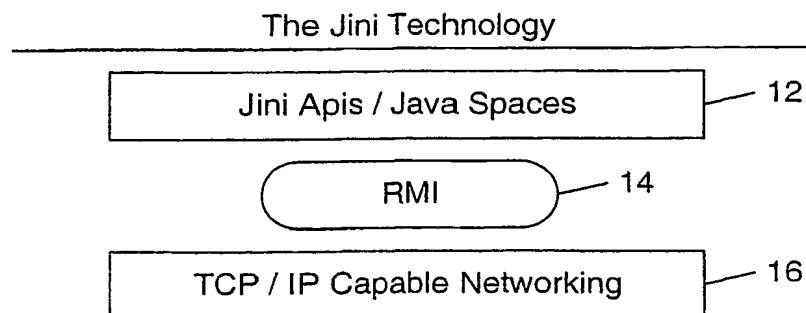 The Jini Technology
Jini Apis / Java Spaces 12
RMI 14
TCP / IP Capable Networking 16